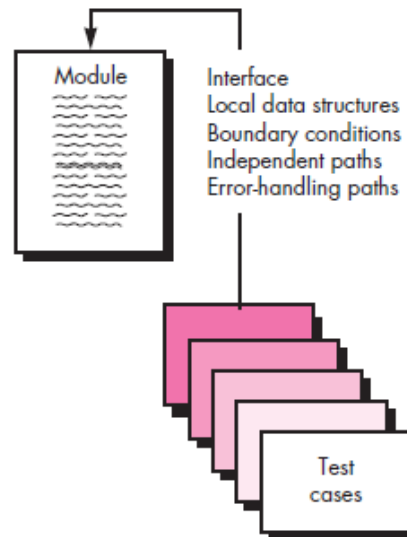 Module
Interface
Local data structures
Boundary conditions
Independent paths
Error-handling paths
Test
cases